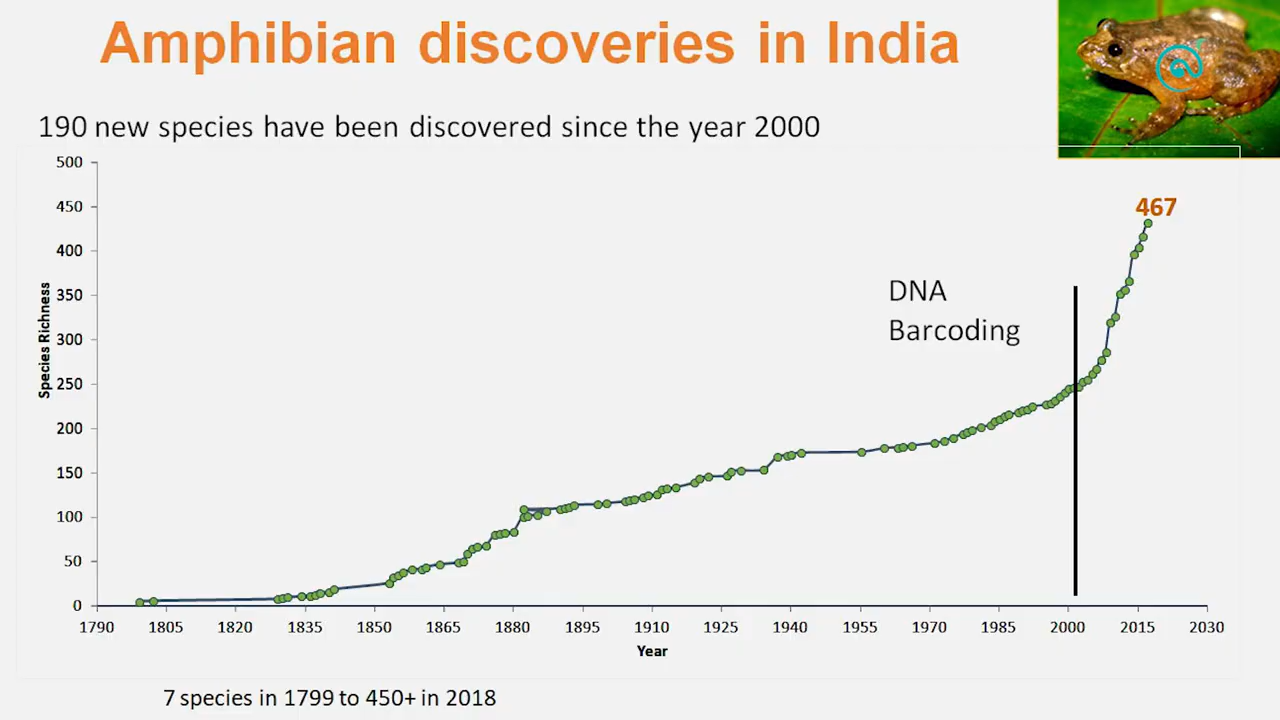 Amphibian discoveries in India
190 new species have been discovered since the year 2000
500
450
400
350
300
250
200
150
100
50
0
Species Richness
467
DNA
Barcoding
1790 1805 1820 1835 1850 1865 1880 1895 1910 1925 1940 1955 1970 1985 2000 2015 2030
Year
7 species in 1799 to 450+ in 2018